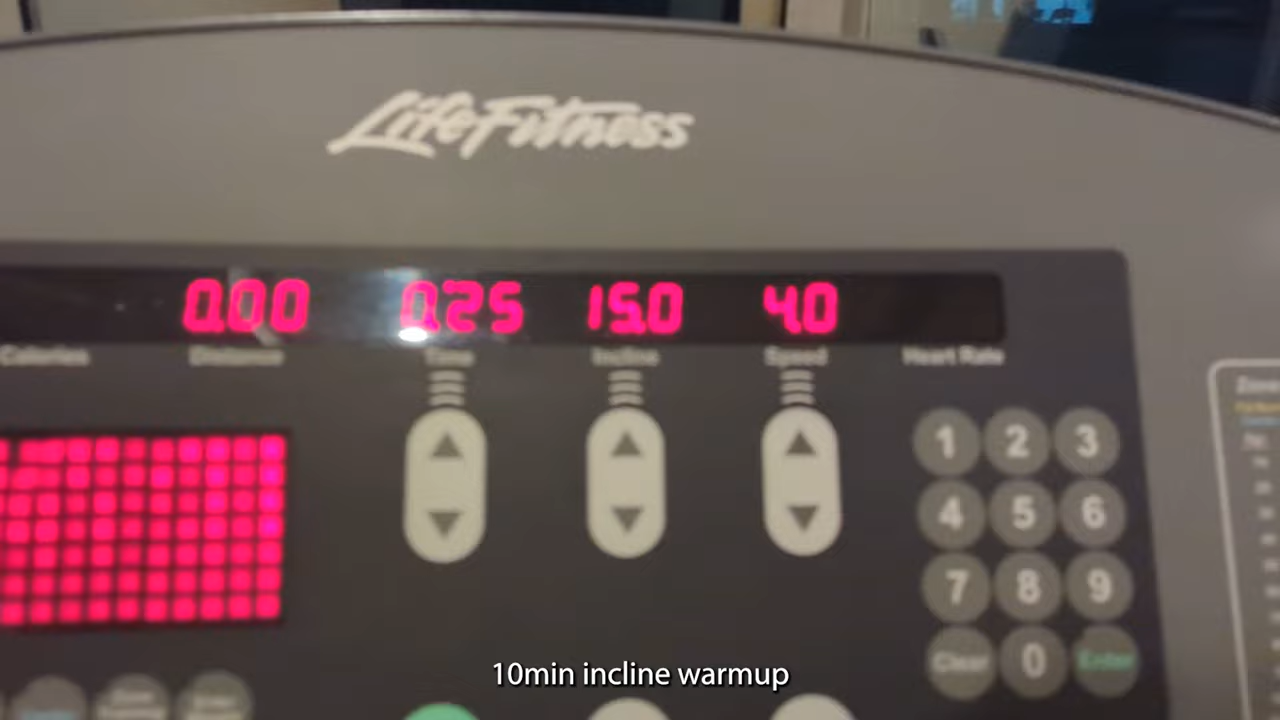 LifeFitness
0.00 0:25 15.0 4.0
Calories Distance Time Incline Speed Heart Rate
1 2 3
4 5 6
7 8 9
Clear 0 Enter
10min incline warmup